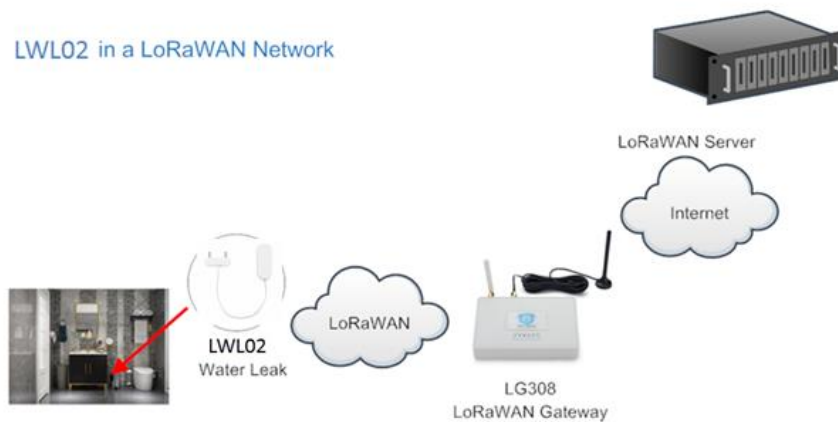 LWL02 in a LoRaWAN Network
LoRaWAN Server
Internet
LoRaWAN
LWL02
Water Leak
LG308
LoRaWAN Gateway